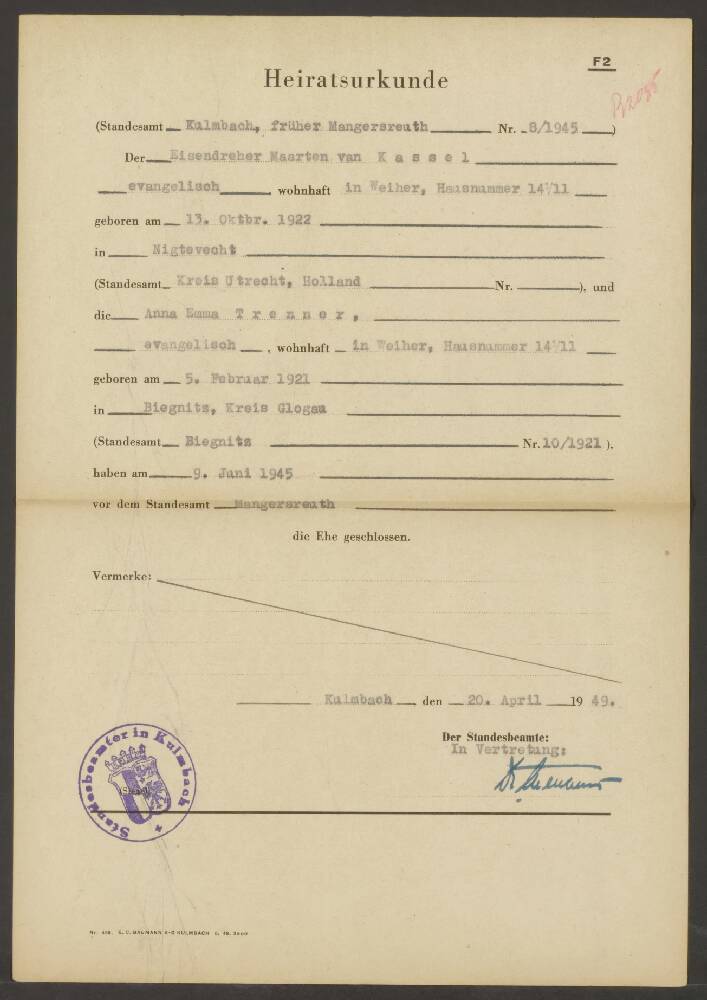 F2
Heiratsurkunde
(Standesamt Kulmbach, früher Mangersreuth Nr. 8/1945 )
Der Eisendreher Maarten van K a s s e l
evangelisch , wohnhaft in Weiher, Hausnummer 14 1/11
geboren am 13. Oktbr. 1922
in Nigtevecht
(Standesamt Kreis Utrecht, Holland Nr. ), und
die Anna Emma T r e n n e r ,
evangelisch , wohnhaft in Weiher, Hausnummer 14 1/11
geboren am 5. Februar 1921
in Biegnitz, Kreis Glogau
(Standesamt Biegnitz Nr. 10/1921 ).
haben am 9. Juni 1945
vor dem Standesamt Mangersreuth
die Ehe geschlossen.
Vermerke:
Kulmbach den 20. April 19 49.
Der Standesbeamte:
In Vertretung:
Standesbeamter in Kulmbach
(Siegel)